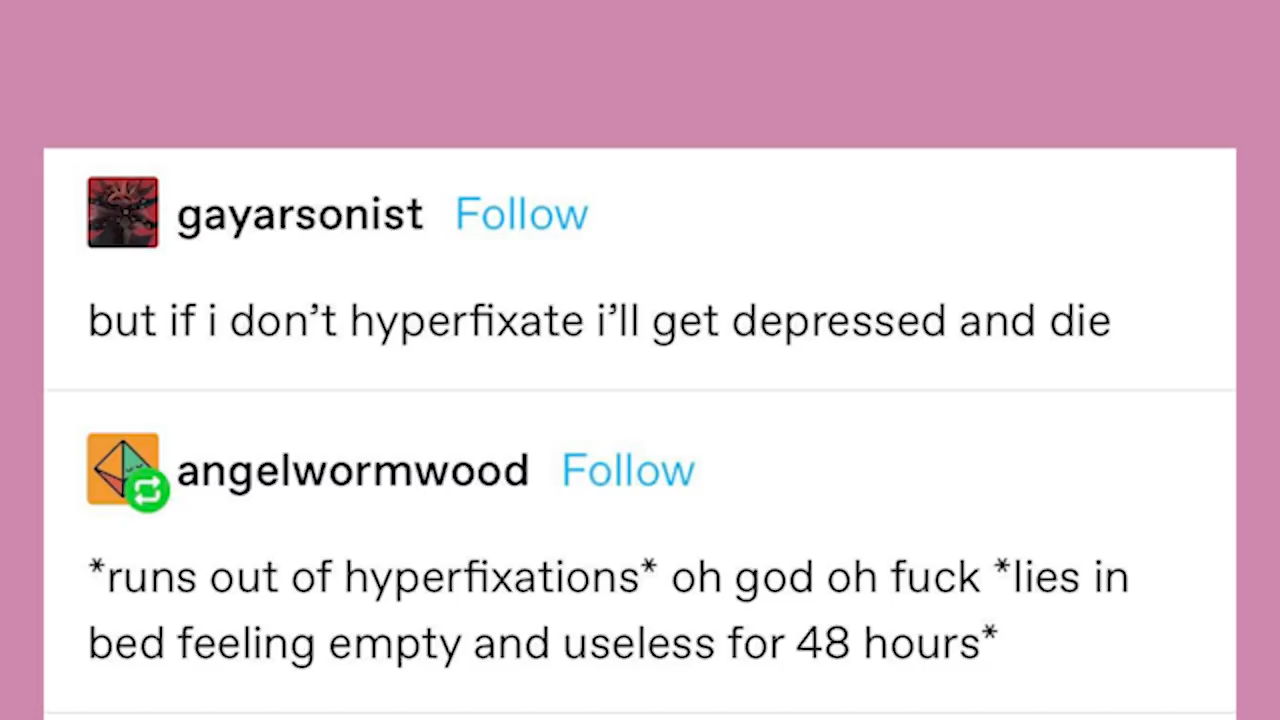 gayarsonist Follow
but if i don’t hyperfixate i’ll get depressed and die
angelwormwood Follow
*runs out of hyperfixations* oh god oh fuck *lies in
bed feeling empty and useless for 48 hours*